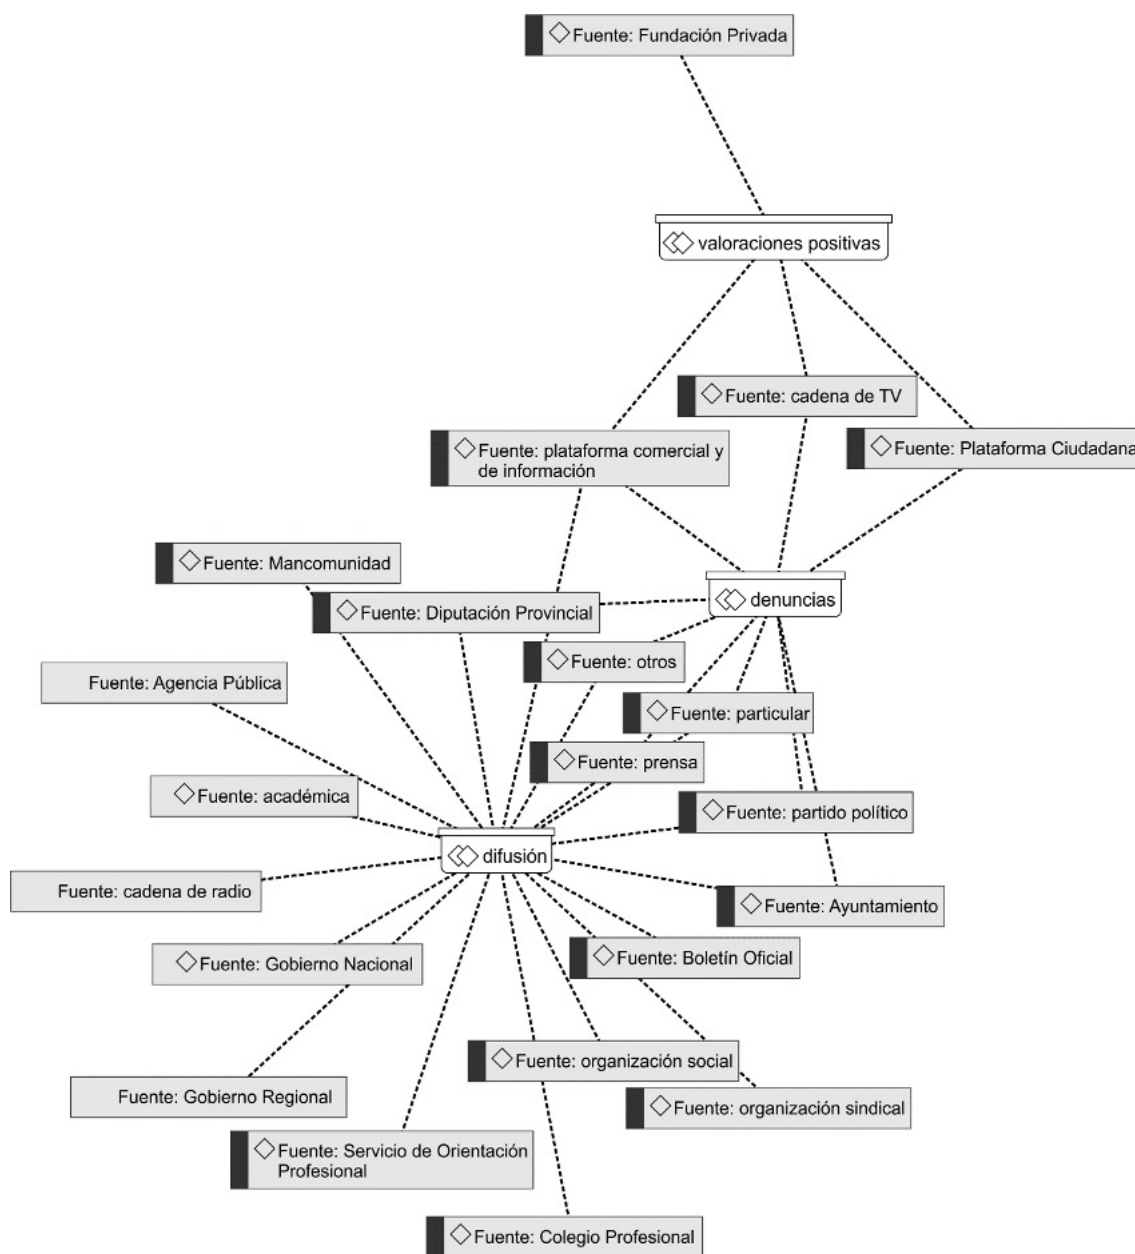 Fuente: Fundación Privada
valoraciones positivas
Fuente: cadena de TV
Fuente: plataforma comercial y
de información
Fuente: Plataforma Ciudadana
Fuente: Mancomunidad
Fuente: Diputación Provincial
denuncias
Fuente: otros
Fuente: Agencia Pública
Fuente: particular
Fuente: prensa
Fuente: académica
Fuente: partido político
difusión
Fuente: cadena de radio
Fuente: Ayuntamiento
Fuente: Gobierno Nacional
Fuente: Boletín Oficial
Fuente: organización social
Fuente: Gobierno Regional
Fuente: organización sindical
Fuente: Servicio de Orientación
Profesional
Fuente: Colegio Profesional